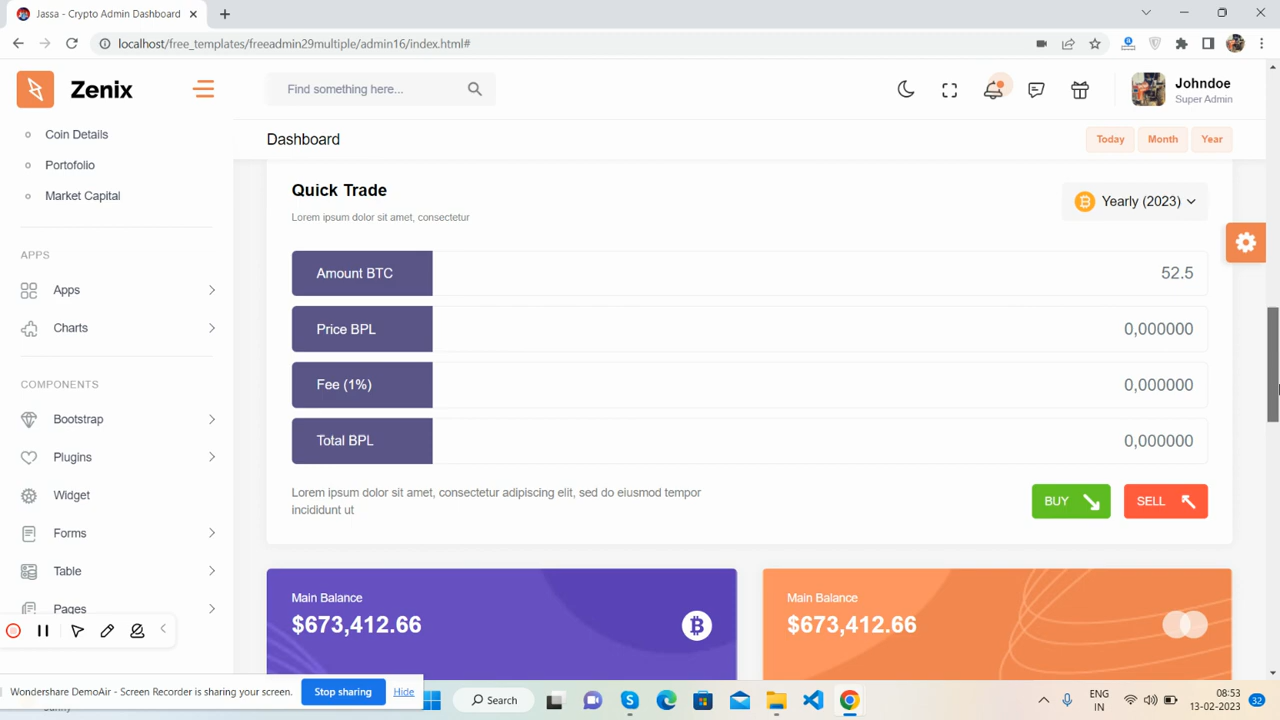 Jassa - Crypto Admin Dashboard
localhost/free_templates/freeadmin29multiple/admin16/index.html#
Zenix
Find something here...
Johndoe
Super Admin
Coin Details
Portofolio
Market Capital
APPS
Apps
Charts
COMPONENTS
Bootstrap
Plugins
Widget
Forms
Table
Pages
Dashboard
Today
Month
Year
Quick Trade
Lorem ipsum dolor sit amet, consectetur
Yearly (2023)
Amount BTC
52.5
Price BPL
0,000000
Fee (1%)
0,000000
Total BPL
0,000000
Lorem ipsum dolor sit amet, consectetur adipiscing elit, sed do eiusmod tempor
incididunt ut
BUY
SELL
Main Balance
$673,412.66
Main Balance
$673,412.66
Wondershare DemoAir - Screen Recorder is sharing your screen.
Stop sharing
Hide
Sunny
Search
ENG
IN
08:53
13-02-2023
32